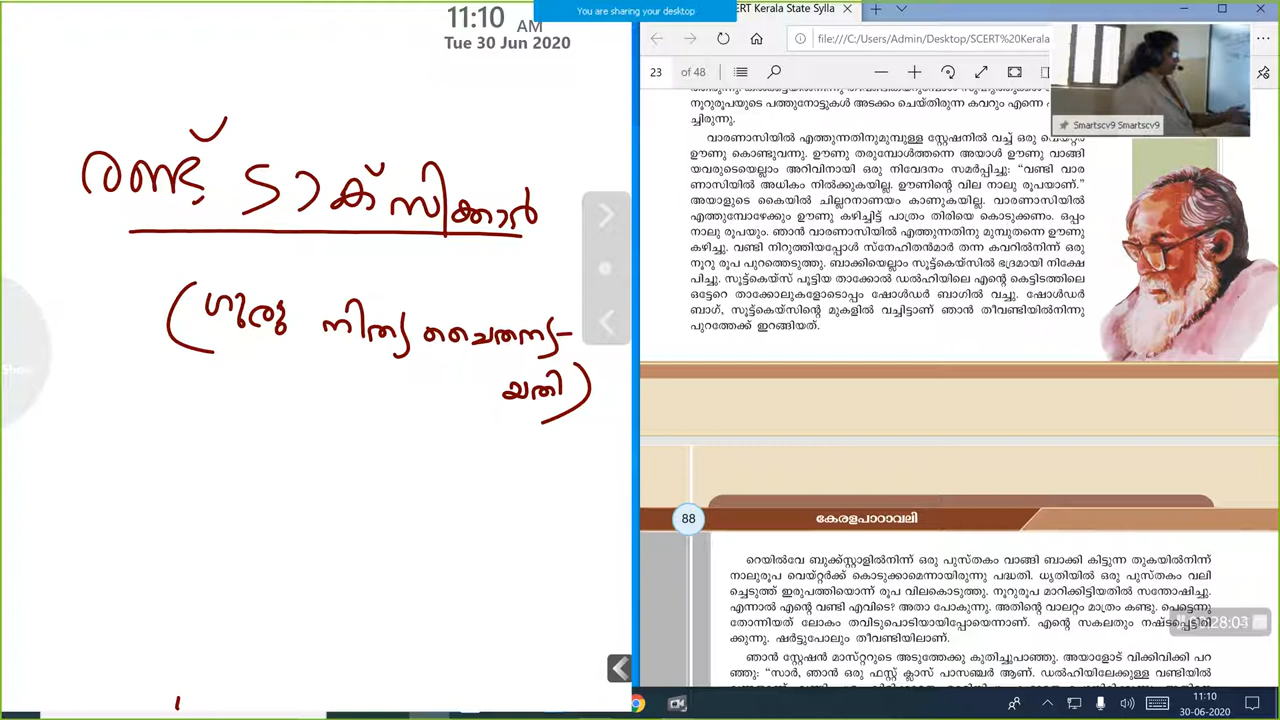 11:10 AM
Tue 30 Jun 2020
You are sharing your desktop
രണ്ട് ടാക്സിക്കാർ
(ഗുരു നിത്യ ചൈതന്യ-
യതി)
ERT Kerala State Sylla
file:///C:/Users/Admin/Desktop/SCERT%20Kerala
23 of 48
Smartscv9 Smartscv9
നൂറുരൂപയുടെ പത്തുനോട്ടുകൾ അടക്കം ചെയ്തിരുന്ന കവറും എന്നെ
ച്ചിരുന്നു.
വാരണാസിയിൽ എത്തുന്നതിനുമുമ്പുള്ള സ്റ്റേഷനിൽ വച്ച് ഒരു വെയ്റ്റർ
ഊണു കൊണ്ടുവന്നു. ഊണു തരുമ്പോൾത്തന്നെ അയാൾ ഊണു വാങ്ങി
യവരുടെയെല്ലാം അറിവിനായി ഒരു നിവേദനം സമർപ്പിച്ചു: “വണ്ടി വാര
ണാസിയിൽ അധികം നിൽക്കുകയില്ല. ഊണിന്റെ വില നാലു രൂപയാണ്.”
അയാളുടെ കൈയിൽ ചില്ലറനാണയം കാണുകയില്ല. വാരണാസിയിൽ
എത്തുമ്പോഴേക്കും ഊണു കഴിച്ചിട്ട് പാത്രം തിരിയെ കൊടുക്കണം. ഒപ്പം
നാലു രൂപയും. ഞാൻ വാരണാസിയിൽ എത്തുന്നതിനു മുമ്പുതന്നെ ഊണു
കഴിച്ചു. വണ്ടി നിറുത്തിയപ്പോൾ സ്നേഹിതൻമാർ തന്ന കവറിൽനിന്ന് ഒരു
നൂറു രൂപ പുറത്തെടുത്തു. ബാക്കിയെല്ലാം സൂട്ട്കെയ്സിൽ ഭദ്രമായി നിക്ഷേ
പിച്ചു. സൂട്ട്കെയ്സ് പൂട്ടിയ താക്കോൽ ഡൽഹിയിലെ എന്റെ കെട്ടിടത്തിലെ
ഒട്ടേറെ താക്കോലുകളോടൊപ്പം ഷോൾഡർ ബാഗിൽ വച്ചു. ഷോൾഡർ
ബാഗ്, സൂട്ട്കെയ്സിന്റെ മുകളിൽ വച്ചിട്ടാണ് ഞാൻ തീവണ്ടിയിൽനിന്നു
പുറത്തേക്ക് ഇറങ്ങിയത്.
88 കേരളപാഠാവലി
റെയിൽവേ ബുക്ക്സ്റ്റാളിൽനിന്ന് ഒരു പുസ്തകം വാങ്ങി ബാക്കി കിട്ടുന്ന തുകയിൽനിന്ന്
നാലുരൂപ വെയ്റ്റർക്ക് കൊടുക്കാമെന്നായിരുന്നു പദ്ധതി. ധൃതിയിൽ ഒരു പുസ്തകം വലി
ച്ചെടുത്ത് ഇരുപത്തിയൊന്ന് രൂപ വിലകൊടുത്തു. നൂറുരൂപ മാറിക്കിട്ടിയതിൽ സന്തോഷിച്ചു.
എന്നാൽ എന്റെ വണ്ടി എവിടെ? അതാ പോകുന്നു. അതിന്റെ വാലറ്റം മാത്രം കണ്ടു. പെട്ടെന്നു
തോന്നിയത് ലോകം തവിടുപൊടിയായിപ്പോയെന്നാണ്. എന്റെ സകലതും
ക്കുന്നു. ഷർട്ടുപോലും തീവണ്ടിയിലാണ്.
28:03
ഞാൻ സ്റ്റേഷൻ മാസ്റ്ററുടെ അടുത്തേക്കു കുതിച്ചുപാഞ്ഞു. അയാളോട് വിക്കിവിക്കി പറ
ഞ്ഞു: “സാർ, ഞാൻ ഒരു ഫസ്റ്റ് ക്ലാസ് പാസഞ്ചർ ആണ്. ഡൽഹിയിലേക്കുള്ള വണ്ടിയിൽ
11:10
30-06-2020